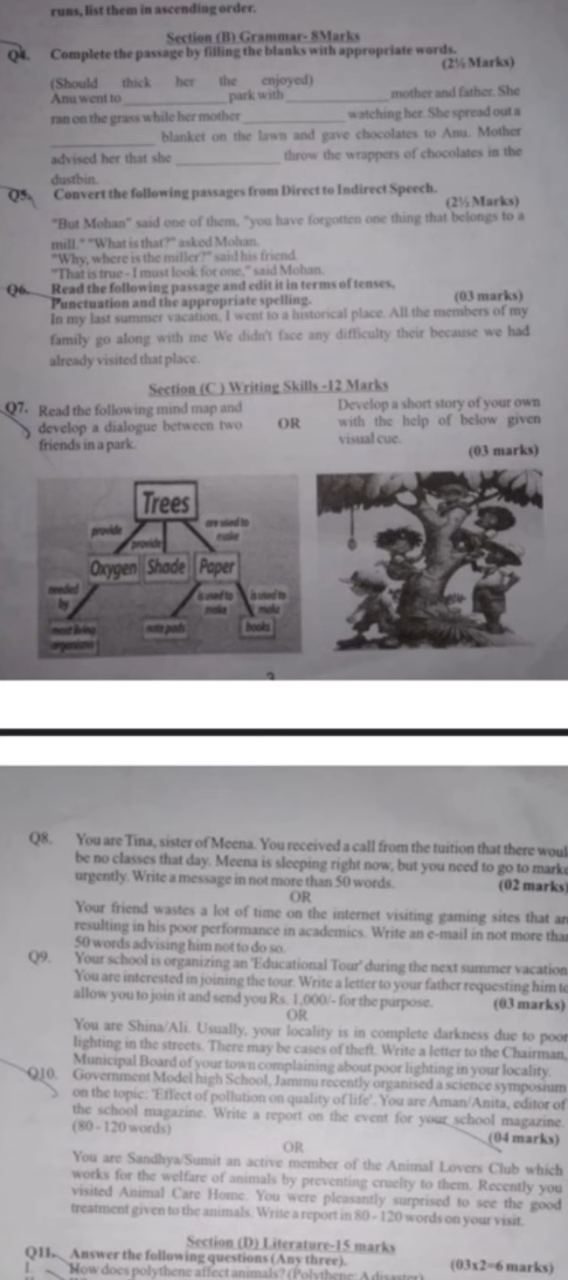 runs, list them in ascending order.
Section (B) Grammar- 8Marks
Q4. Complete the passage by filling the blanks with appropriate words.
(2½ Marks)
(Should thick her the enjoyed)
Anu went to ____________ park with ____________ mother and father. She
ran on the grass while her mother ____________ watching her. She spread out a
____________ blanket on the lawn and gave chocolates to Anu. Mother
advised her that she ____________ throw the wrappers of chocolates in the
dustbin.
Q5. Convert the following passages from Direct to Indirect Speech.
(2½ Marks)
"But Mohan" said one of them, "you have forgotten one thing that belongs to a
mill." "What is that?" asked Mohan.
"Why, where is the miller?" said his friend.
"That is true - I must look for one," said Mohan.
Q6. Read the following passage and edit it in terms of tenses,
Punctuation and the appropriate spelling. (03 marks)
In my last summer vacation, I went to a historical place. All the members of my
family go along with me We didn't face any difficulty their because we had
already visited that place.
Section (C ) Writing Skills -12 Marks
Q7. Read the following mind map and
develop a dialogue between two
friends in a park.
OR
Develop a short story of your own
with the help of below given
visual cue.
(03 marks)
Trees
provide
provide
are used to
make
Oxygen Shade Paper
needed
by
is used to
make
is used to
make
most living
organisms
note pads
books
Q8. You are Tina, sister of Meena. You received a call from the tuition that there
be no classes that day. Meena is sleeping right now, but you need to go to
urgently. Write a message in not more than 50 words. (02 marks)
OR
Your friend wastes a lot of time on the internet visiting gaming sites that
resulting in his poor performance in academics. Write an e-mail in not more
50 words advising him not to do so.
Q9. Your school is organizing an 'Educational Tour' during the next summer vacation
You are interested in joining the tour. Write a letter to your father requesting him
allow you to join it and send you Rs. 1,000/- for the purpose. (03 marks)
OR
You are Shina/Ali. Usually, your locality is in complete darkness due to poor
lighting in the streets. There may be cases of theft. Write a letter to the Chairman,
Municipal Board of your town complaining about poor lighting in your locality.
Q10. Government Model high School, Jammu recently organised a science symposium
on the topic: 'Effect of pollution on quality of life'. You are Aman/Anita, editor of
the school magazine. Write a report on the event for your school magazine.
(80 - 120 words) (04 marks)
OR
You are Sandhya/Sumit an active member of the Animal Lovers Club which
works for the welfare of animals by preventing cruelty to them. Recently you
visited Animal Care Home. You were pleasantly surprised to see the good
treatment given to the animals. Write a report in 80 - 120 words on your visit.
Section (D) Literature-15 marks
Q11. Answer the following questions (Any three). (03x2=6 marks)
1. How does polythene affect animals? (Polythene: A disaster)